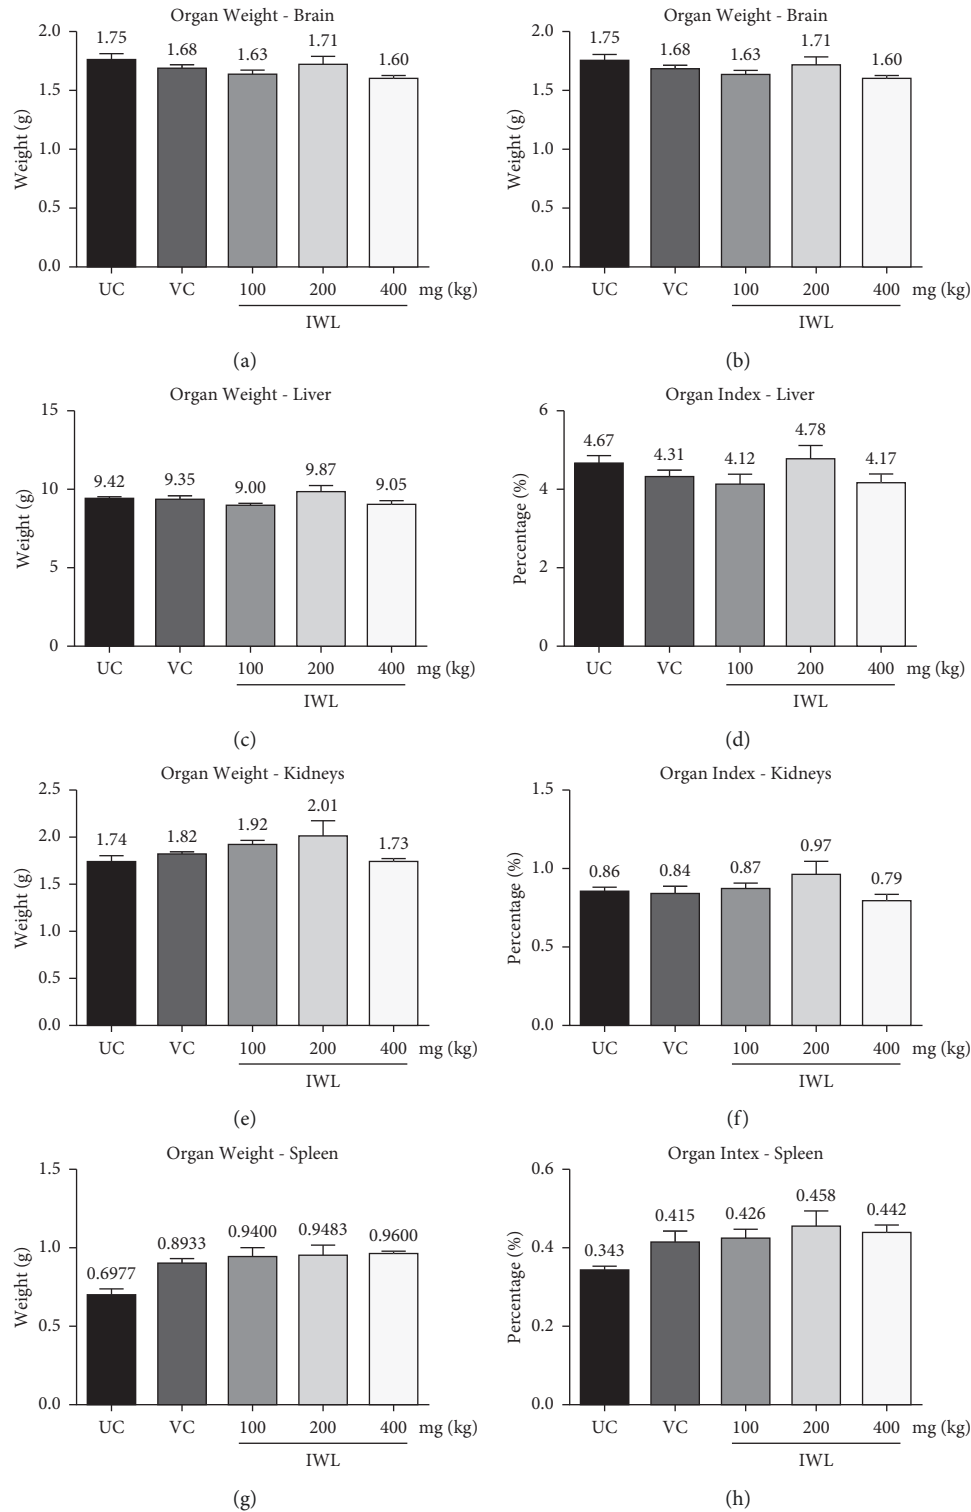 Organ Weight - Brain
2.0
1.5
1.0
0.5
0.0
Weight (g)
1.75
1.68
1.63
1.71
1.60
UC VC 100 200 400 mg (kg)
IWL
(a)
Organ Weight - Brain
2.0
1.5
1.0
0.5
0.0
Weight (g)
1.75
1.68
1.63
1.71
1.60
UC VC 100 200 400 mg (kg)
IWL
(b)
Organ Weight - Liver
15
10
5
0
Weight (g)
9.42
9.35
9.00
9.87
9.05
UC VC 100 200 400 mg (kg)
IWL
(c)
Organ Index - Liver
6
4
2
0
Percentage (%)
4.67
4.31
4.12
4.78
4.17
UC VC 100 200 400 mg (kg)
IWL
(d)
Organ Weight - Kidneys
2.5
2.0
1.5
1.0
0.5
0.0
Weight (g)
1.74
1.82
1.92
2.01
1.73
UC VC 100 200 400 mg (kg)
IWL
(e)
Organ Index - Kidneys
1.5
1.0
0.5
0.0
Percentage (%)
0.86
0.84
0.87
0.97
0.79
UC VC 100 200 400 mg (kg)
IWL
(f)
Organ Weight - Spleen
1.5
1.0
0.5
0.0
Weight (g)
0.6977
0.8933
0.9400
0.9483
0.9600
UC VC 100 200 400 mg (kg)
IWL
(g)
Organ Intex - Spleen
0.6
0.4
0.2
0.0
Percentage (%)
0.343
0.415
0.426
0.458
0.442
UC VC 100 200 400 mg (kg)
IWL
(h)